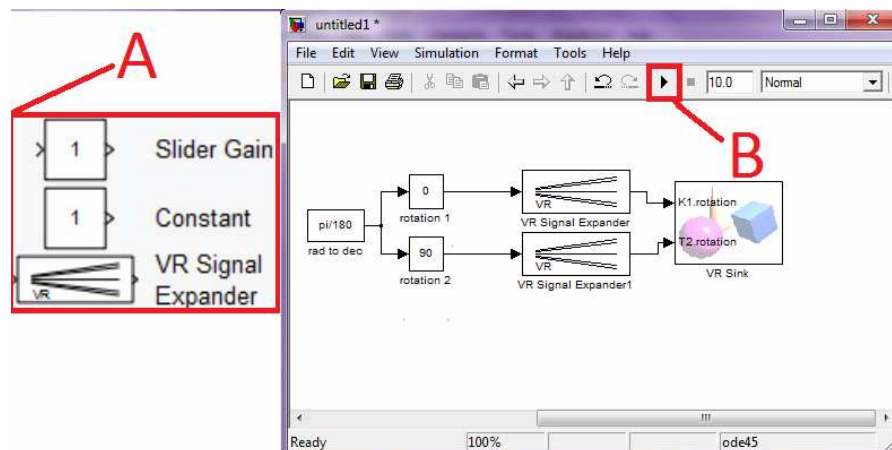 A
1
Slider Gain
1
Constant
VR
VR Signal
Expander
untitled1 *
File Edit View Simulation Format Tools Help
10.0 Normal
B
pi/180
rad to dec
0
rotation 1
90
rotation 2
VR
VR Signal Expander
VR
VR Signal Expander1
K1.rotation
T2.rotation
VR Sink
Ready 100% ode45